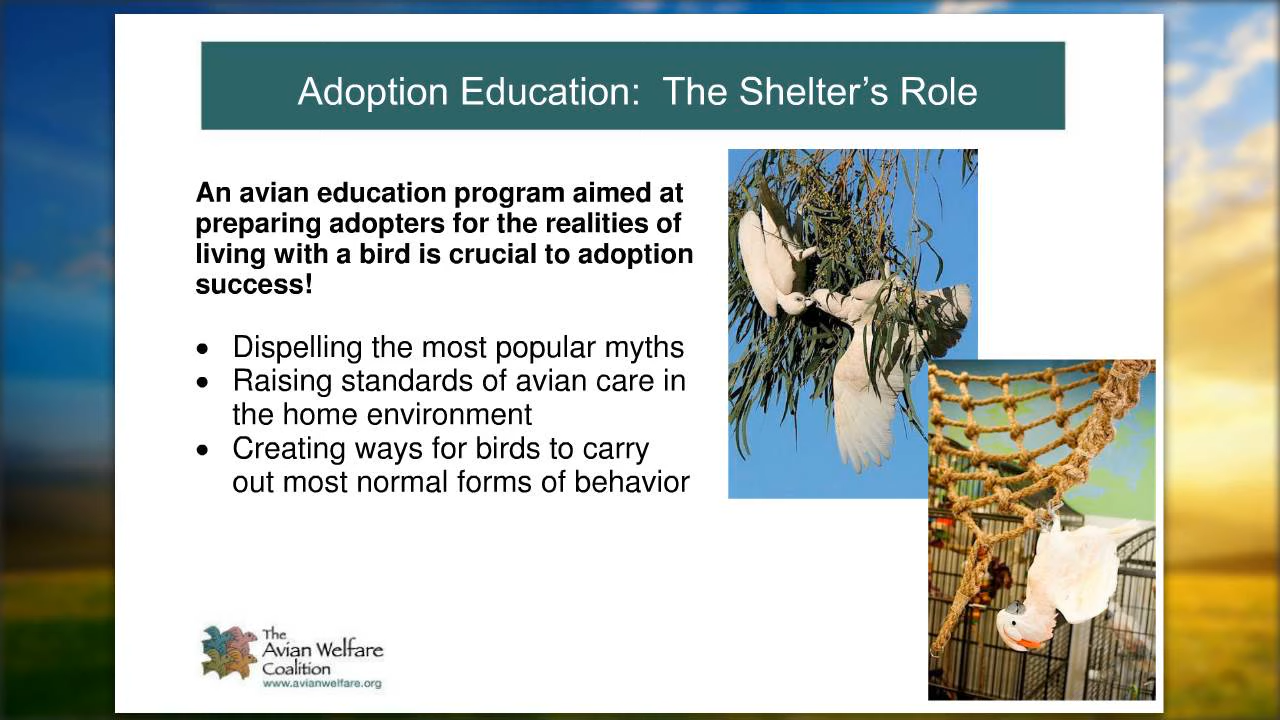 Adoption Education:  The Shelter’s Role
An avian education program aimed at
preparing adopters for the realities of
living with a bird is crucial to adoption
success!
• Dispelling the most popular myths
• Raising standards of avian care in
the home environment
• Creating ways for birds to carry
out most normal forms of behavior
The
Avian Welfare
Coalition
www.avianwelfare.org